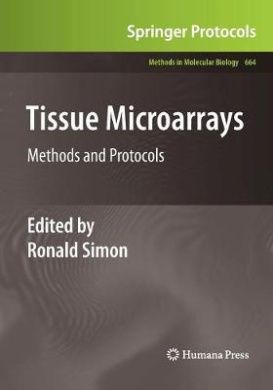 Springer Protocols
Methods in Molecular Biology 664
Tissue Microarrays
Methods and Protocols
Edited by
Ronald Simon
Humana Press